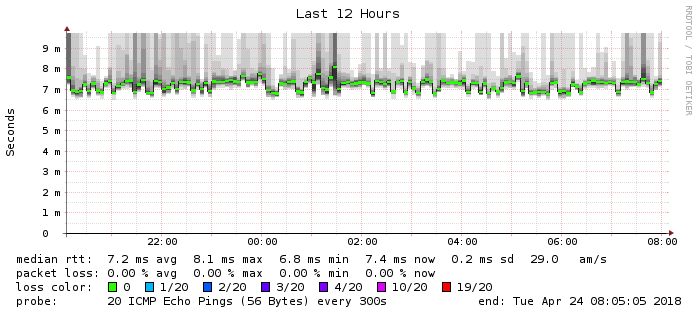 Last 12 Hours
RRDTOOL / TOBI OETIKER
Seconds
9 m
8 m
7 m
6 m
5 m
4 m
3 m
2 m
1 m
0
22:00 00:00 02:00 04:00 06:00 08:00
median rtt: 7.2 ms avg 8.1 ms max 6.8 ms min 7.4 ms now 0.2 ms sd 29.0 am/s
packet loss: 0.00 % avg 0.00 % max 0.00 % min 0.00 % now
loss color: 0 1/20 2/20 3/20 4/20 10/20 19/20
probe: 20 ICMP Echo Pings (56 Bytes) every 300s end: Tue Apr 24 08:05:05 2018